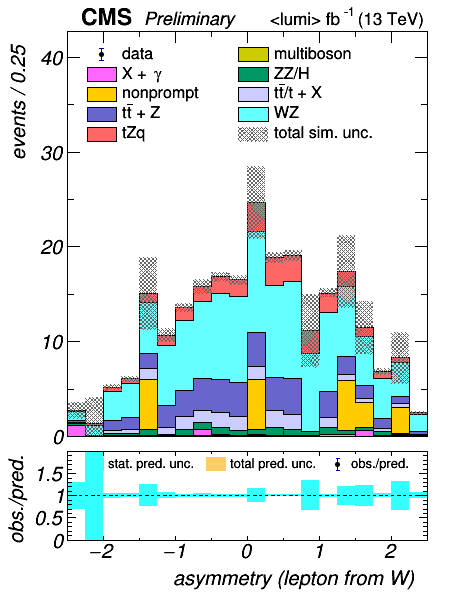 CMS Preliminary <lumi> fb⁻¹ (13 TeV)
events / 0.25
40
30
20
10
0
data
X + γ
nonprompt
tt̄ + Z
tZq
multiboson
ZZ/H
tt̄/t + X
WZ
total sim. unc.
obs./pred.
1.5
1
0.5
0
stat. pred. unc. total pred. unc. obs./pred.
−2 −1 0 1 2
asymmetry (lepton from W)